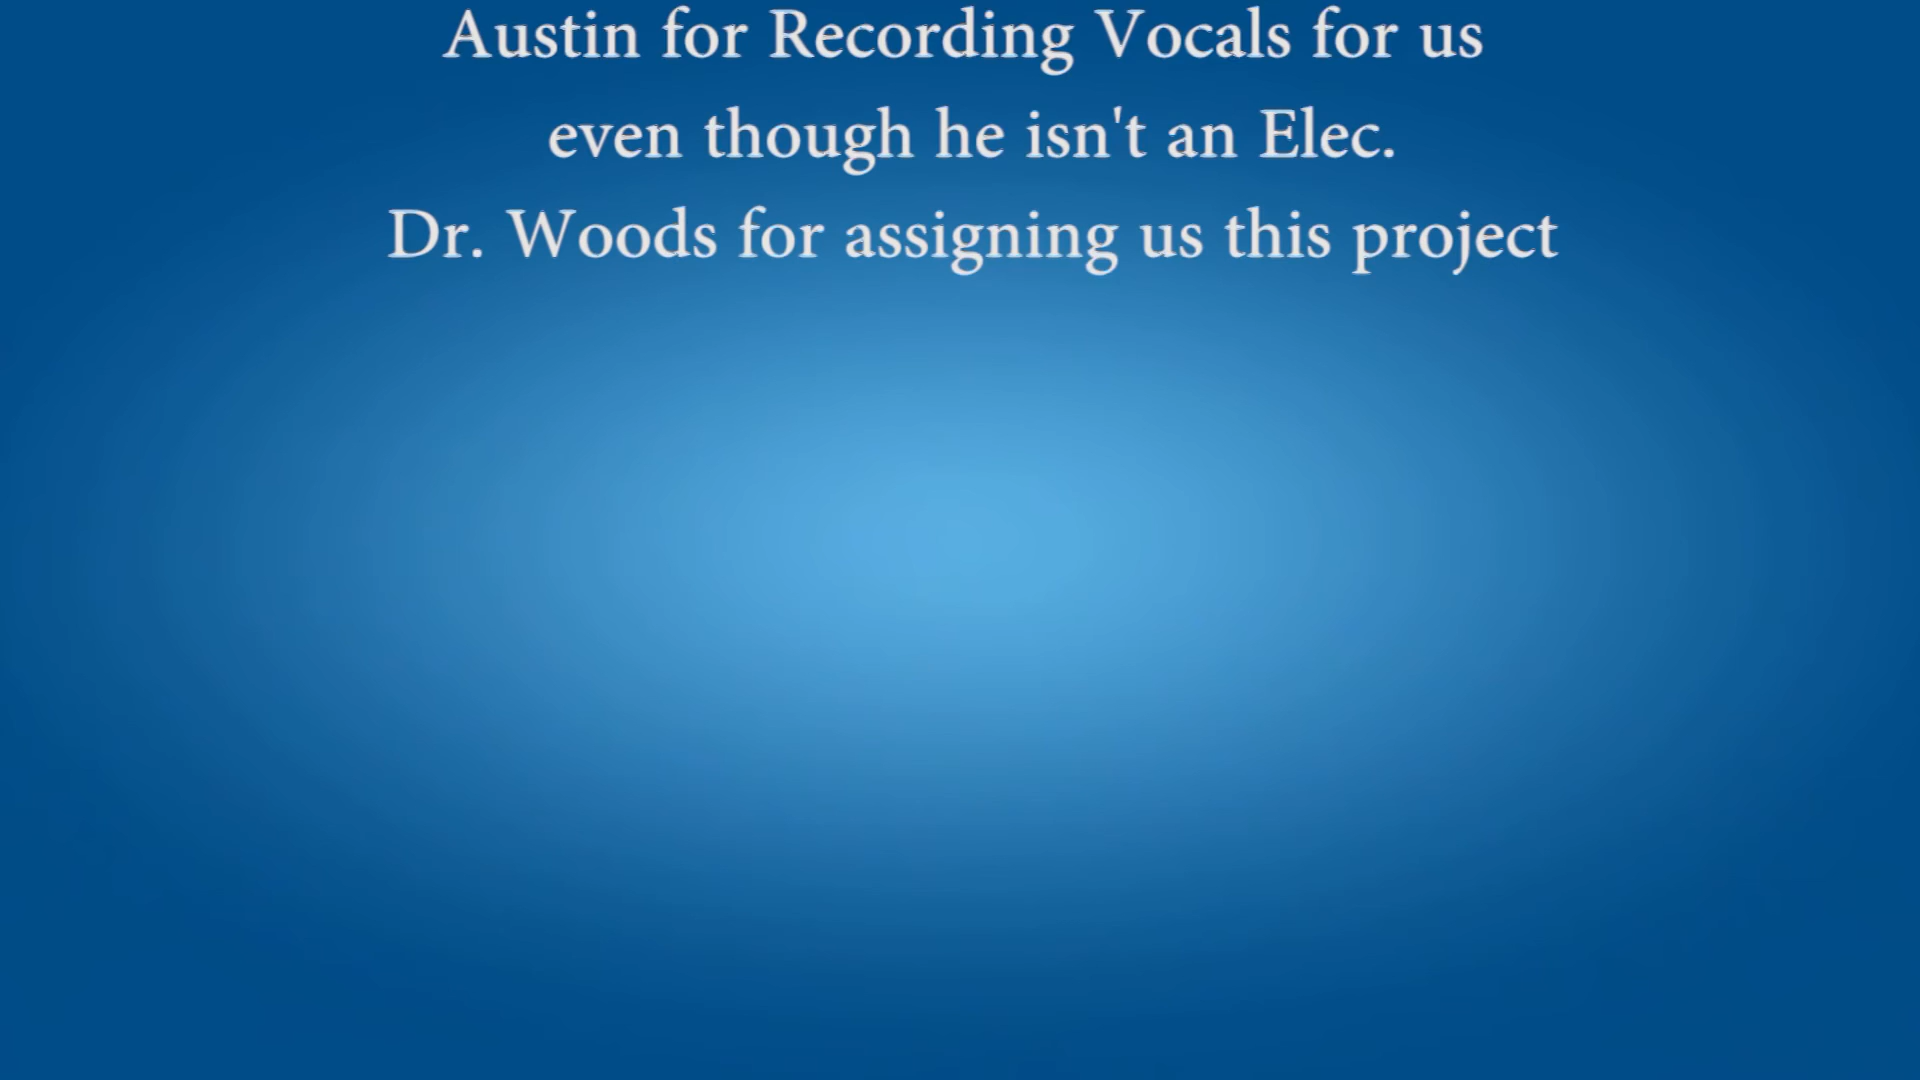 Austin for Recording Vocals for us
even though he isn't an Elec.
Dr. Woods for assigning us this project